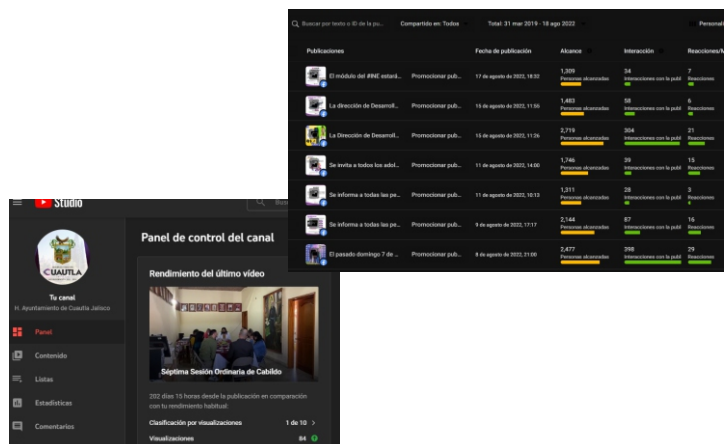 Buscar por texto o ID de la pu... Compartido en: Todos Total: 31 mar 2019 - 18 ago 2022 Personali
Publicaciones Fecha de publicación Alcance Interacción Reacciones/M
El módulo del #INE estará... Promocionar pub... 17 de agosto de 2022, 18:32 1,309 Personas alcanzadas 34 Interacciones con la publ 7 Reacciones
La dirección de Desarroll... Promocionar pub... 15 de agosto de 2022, 11:55 1,483 Personas alcanzadas 58 Interacciones con la publ 6 Reacciones
La Dirección de Desarroll... Promocionar pub... 15 de agosto de 2022, 11:26 2,719 Personas alcanzadas 304 Interacciones con la publ 21 Reacciones
Se invita a todos los adol... Promocionar pub... 11 de agosto de 2022, 14:00 1,746 Personas alcanzadas 39 Interacciones con la publ 15 Reacciones
Se informa a todas las pe... Promocionar pub... 11 de agosto de 2022, 10:13 1,311 Personas alcanzadas 28 Interacciones con la publ 3 Reacciones
Se informa a todas las pe... Promocionar pub... 9 de agosto de 2022, 17:17 2,144 Personas alcanzadas 87 Interacciones con la publ 16 Reacciones
El pasado domingo 7 de ... Promocionar pub... 8 de agosto de 2022, 21:00 2,477 Personas alcanzadas 298 Interacciones con la publ 29 Reacciones
Studio
CUAUTLA
Tu canal
H. Ayuntamiento de Cuautla Jalisco
Panel
Contenido
Listas
Estadísticas
Comentarios
Panel de control del canal
Rendimiento del último vídeo
Séptima Sesión Ordinaria de Cabildo
202 días 15 horas desde la publicación en comparación
con tu rendimiento habitual:
Clasificación por visualizaciones 1 de 10
Visualizaciones 84